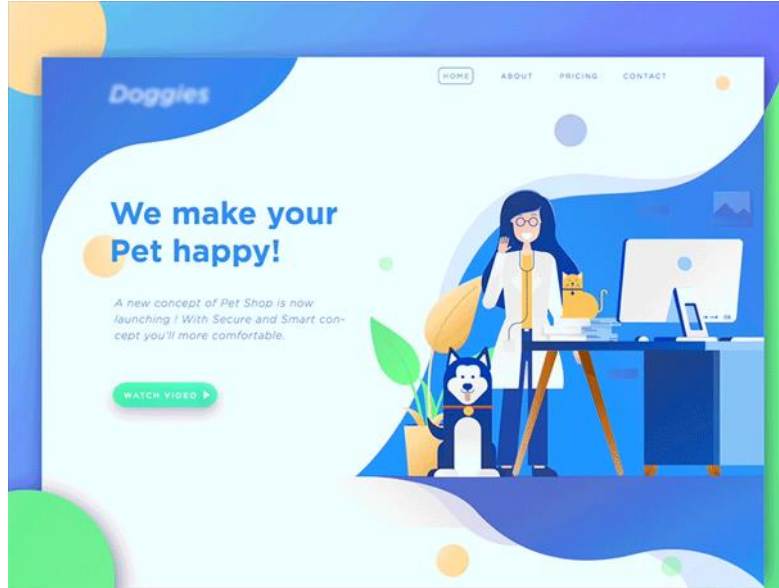 Doggies
HOME ABOUT PRICING CONTACT
We make your
Pet happy!
A new concept of Pet Shop is now
launching ! With Secure and Smart con-
cept you'll more comfortable.
WATCH VIDEO